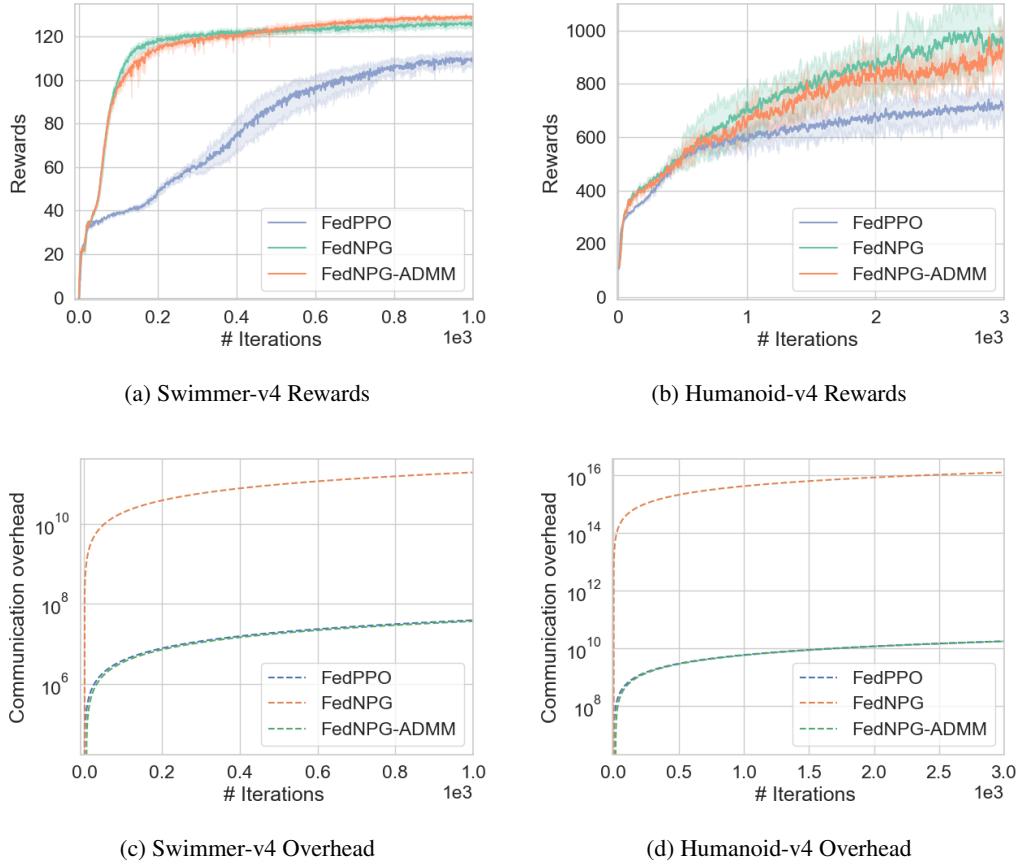 120
100
80
60
40
20
0
Rewards
FedPPO
FedNPG
FedNPG-ADMM
0.0 0.2 0.4 0.6 0.8 1.0
# Iterations
1e3
(a) Swimmer-v4 Rewards
1000
800
600
400
200
0
Rewards
FedPPO
FedNPG
FedNPG-ADMM
0 1 2 3
# Iterations
1e3
(b) Humanoid-v4 Rewards
10^10
10^8
10^6
Communication overhead
FedPPO
FedNPG
FedNPG-ADMM
0.0 0.2 0.4 0.6 0.8 1.0
# Iterations
1e3
(c) Swimmer-v4 Overhead
10^16
10^14
10^12
10^10
10^8
Communication overhead
FedPPO
FedNPG
FedNPG-ADMM
0.0 0.5 1.0 1.5 2.0 2.5 3.0
# Iterations
1e3
(d) Humanoid-v4 Overhead